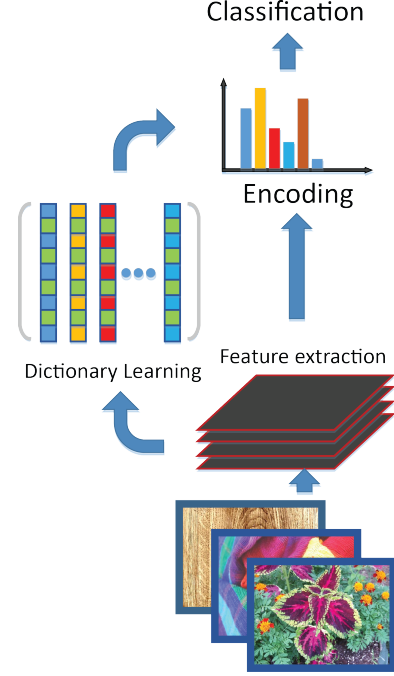 Classification
Encoding
Dictionary Learning
Feature extraction